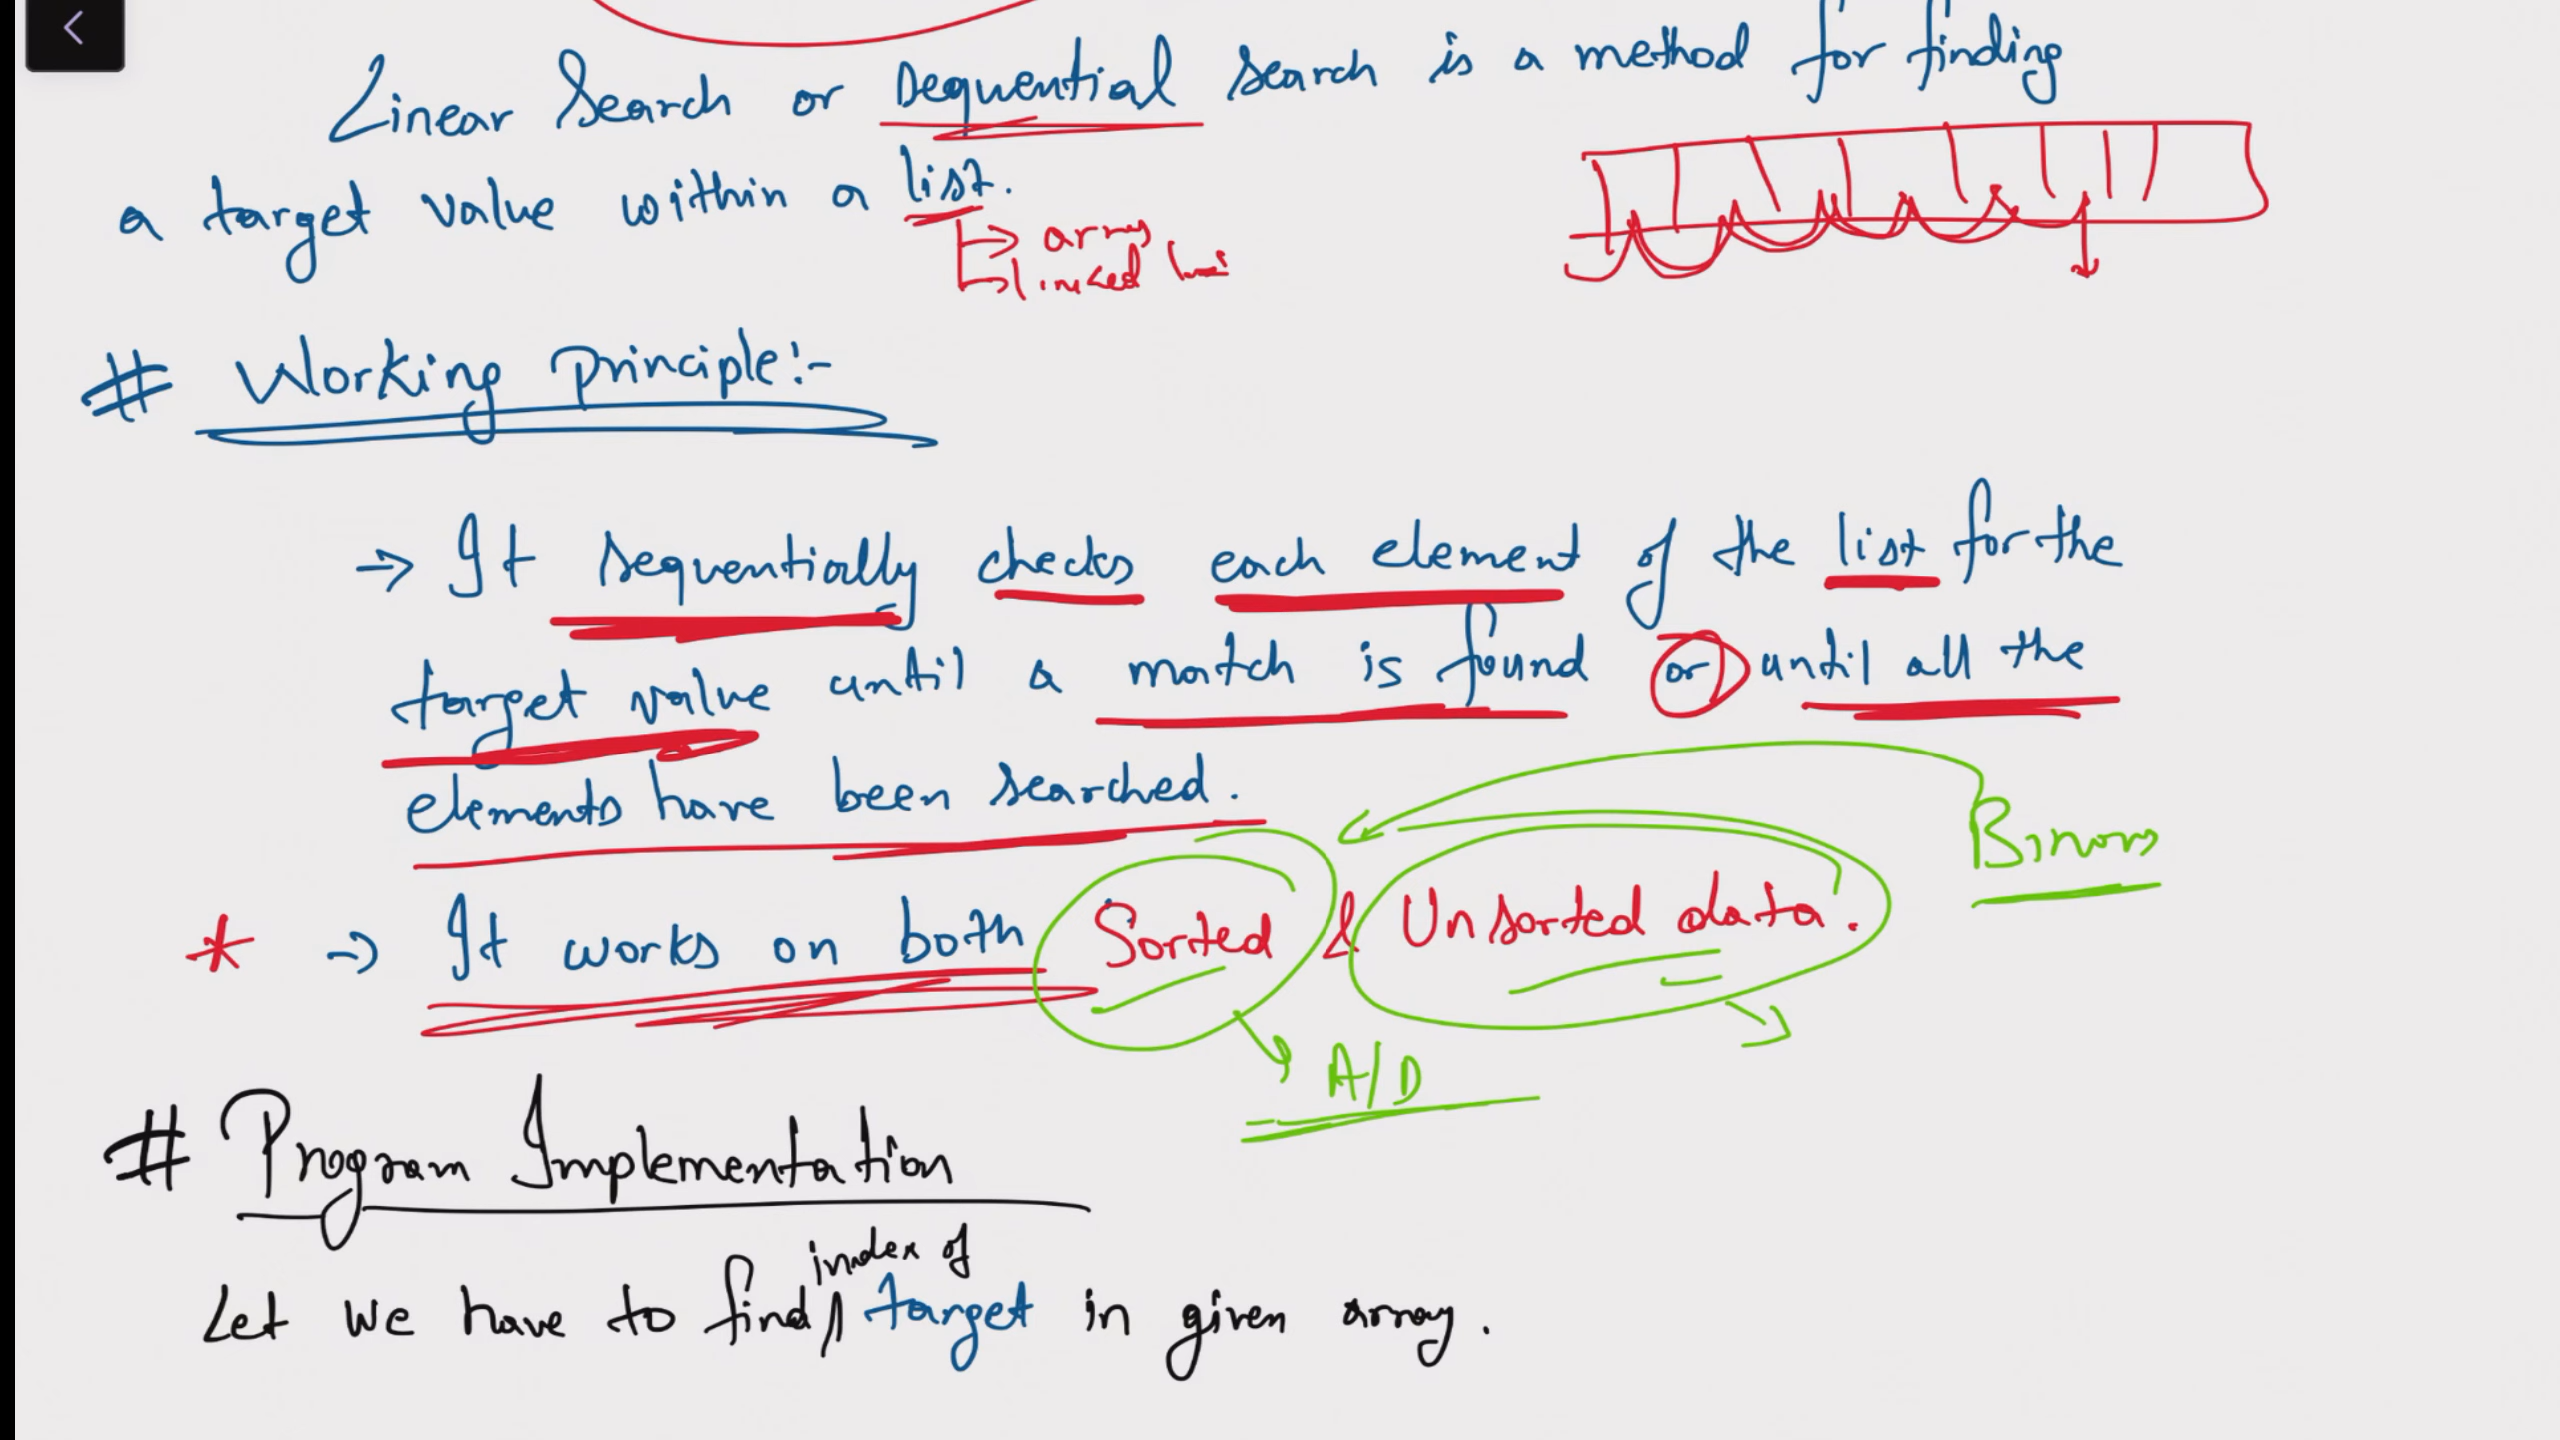 Linear Search or Sequential search is a method for finding
a target value within a list.
→ array
→ linked
# Working principle:-
→ It sequentially checks each element of the list for the
target value until a match is found or until all the
elements have been searched.
Binary
* → It works on both Sorted & Unsorted data.
A/D
# Program Implementation
index of
Let we have to find target in given array.